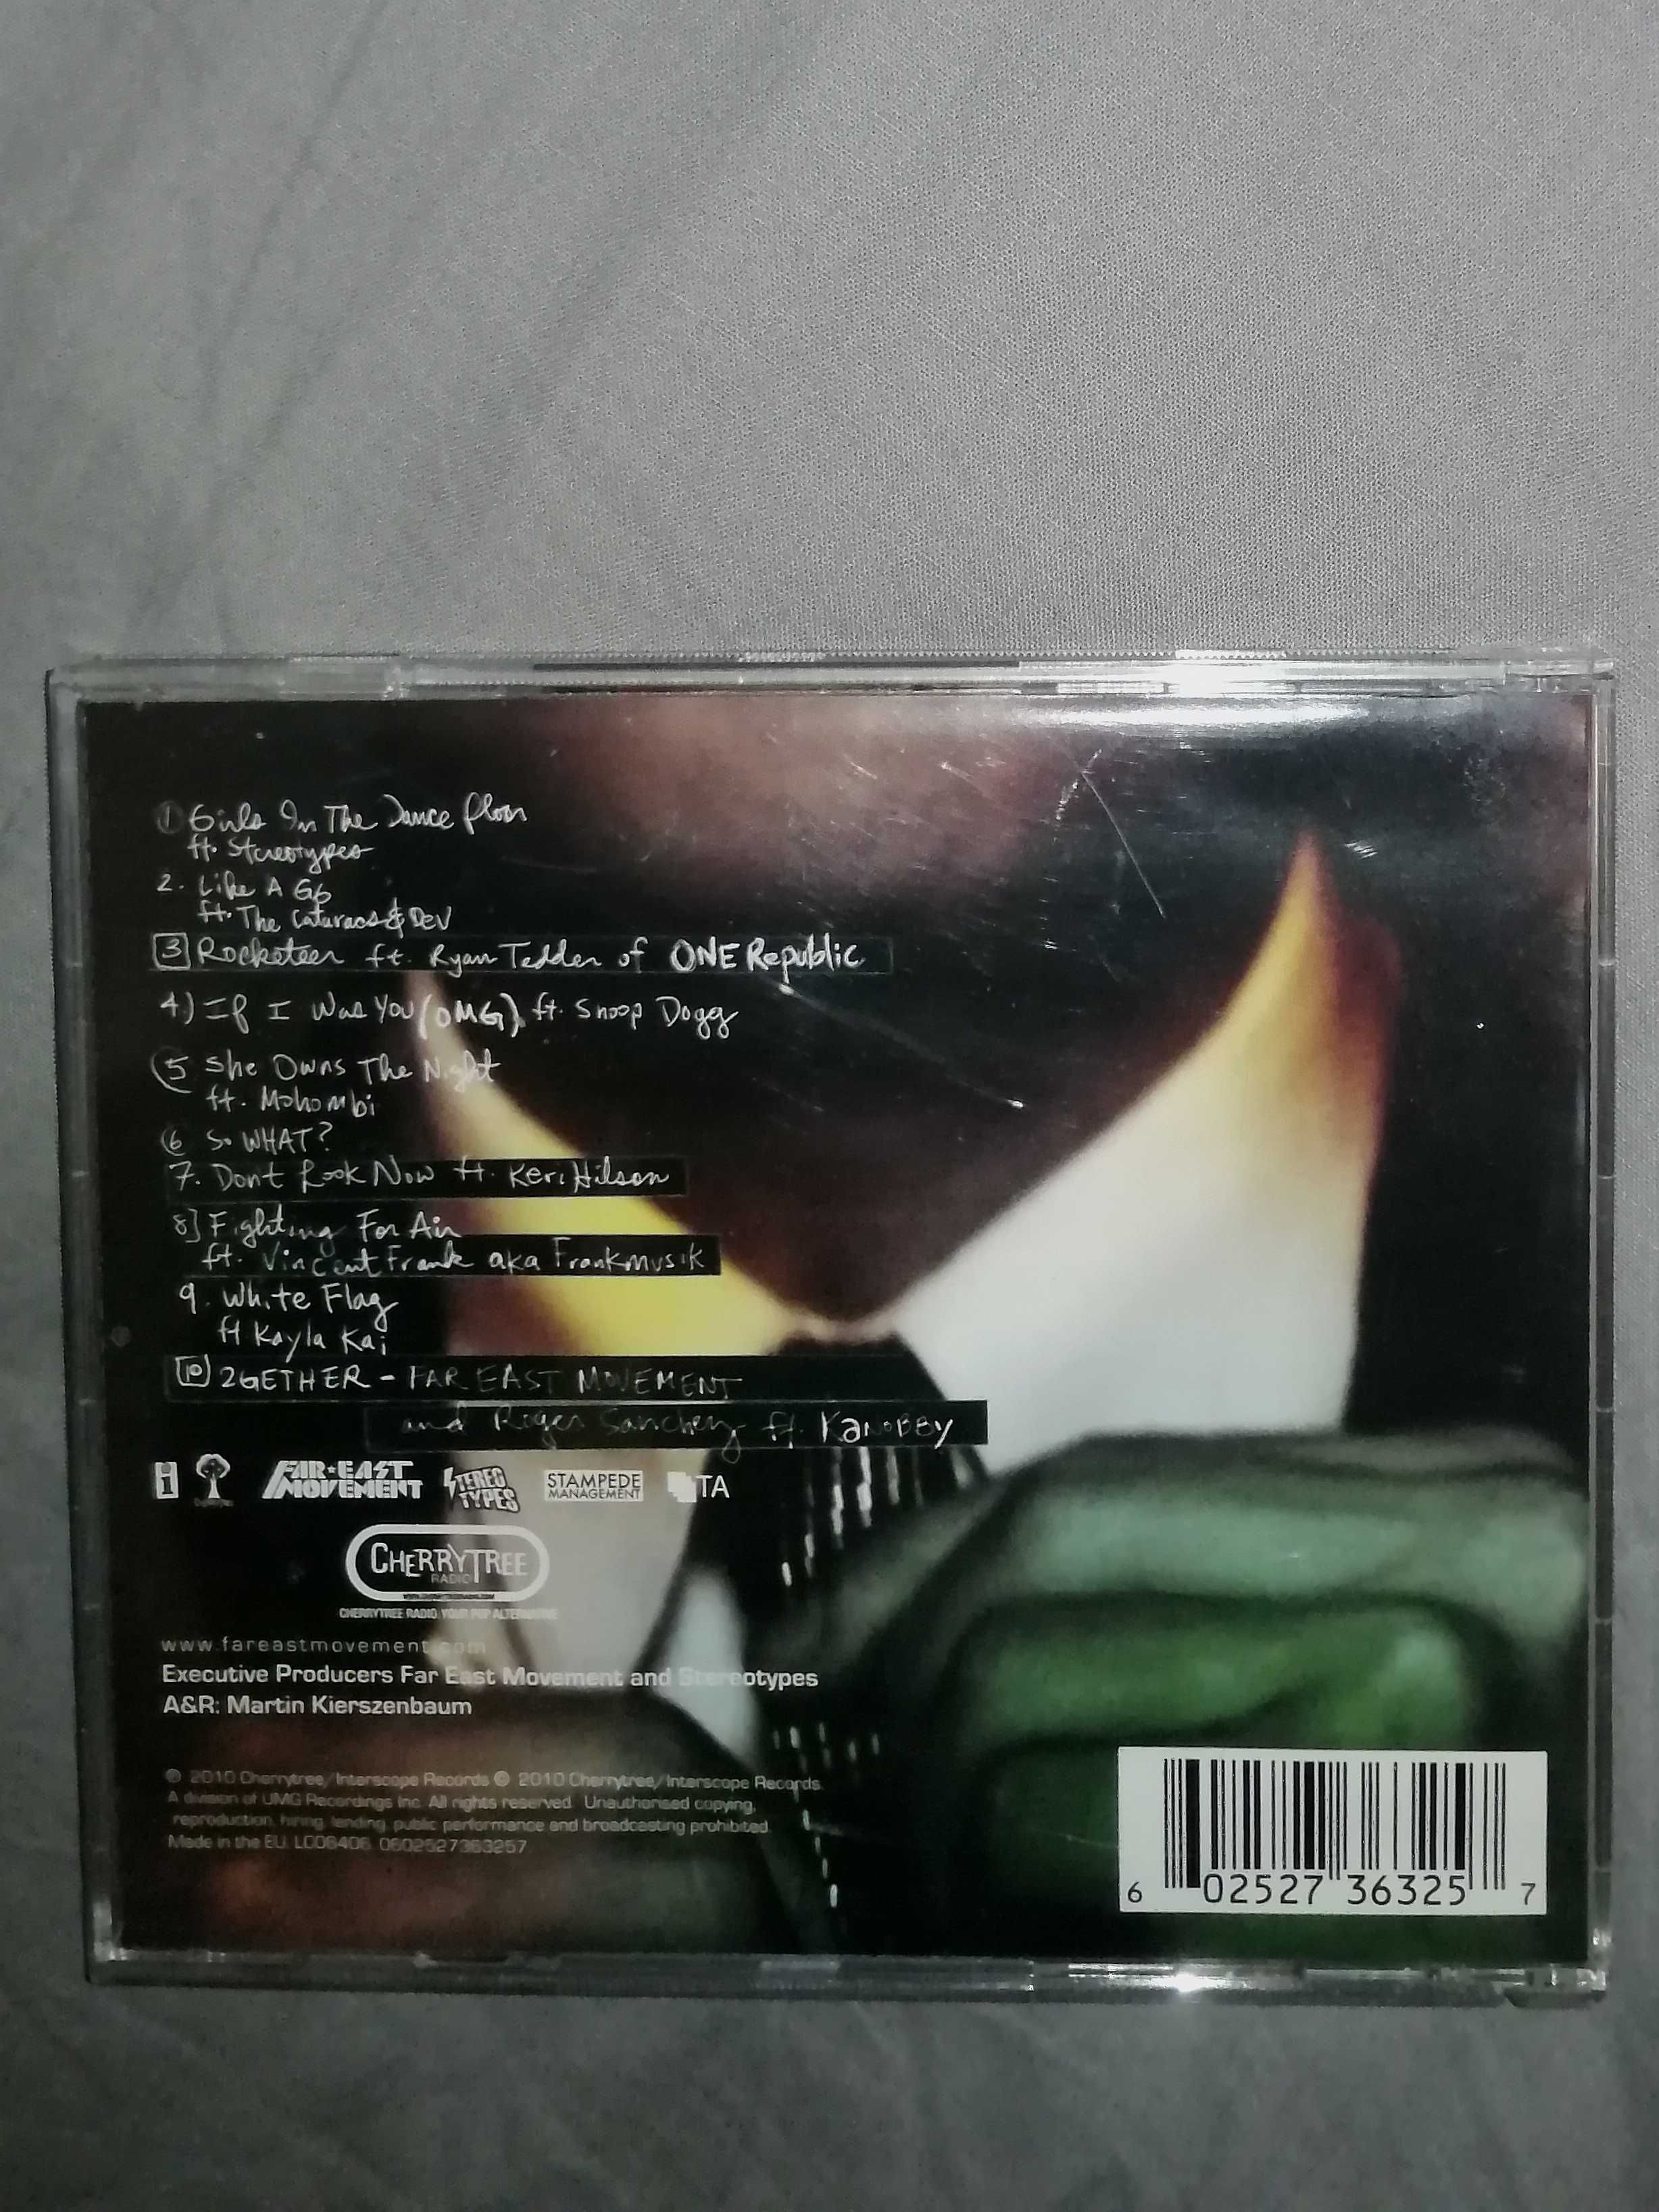 1 Girls In The Dance floor
ft. Stereotypes
2. Like A G6
ft. The Cataracs & Dev
3 Rocketeer ft. Ryan Tedder of ONE Republic
4) If I Was You (OMG) ft. Snoop Dogg
5 She Owns The Night
ft. Mohombi
6 So WHAT?
7. Dont Look Now ft. Keri Hilson
8] Fighting For Air
ft. Vincent Frank aka Frankmusik
9. White Flag
ft Kayla Kai
10 2GETHER - FAR EAST MOVEMENT
and Roger Sanchez ft. KANOBBY
i FAR★EAST MOVEMENT STEREOTYPES STAMPEDE MANAGEMENT TA
CHERRYTREE
RADIO
CHERRYTREE RADIO YOUR POP ALTERNATIVE
www.fareastmovement.com
Executive Producers Far East Movement and Stereotypes
A&R: Martin Kierszenbaum
℗ 2010 Cherrytree/Interscope Records © 2010 Cherrytree/Interscope Records.
A division of UMG Recordings Inc. All rights reserved. Unauthorised copying,
reproduction, hiring, lending, public performance and broadcasting prohibited.
Made in the EU. LC06406. 0602527363257
6 02527 36325 7